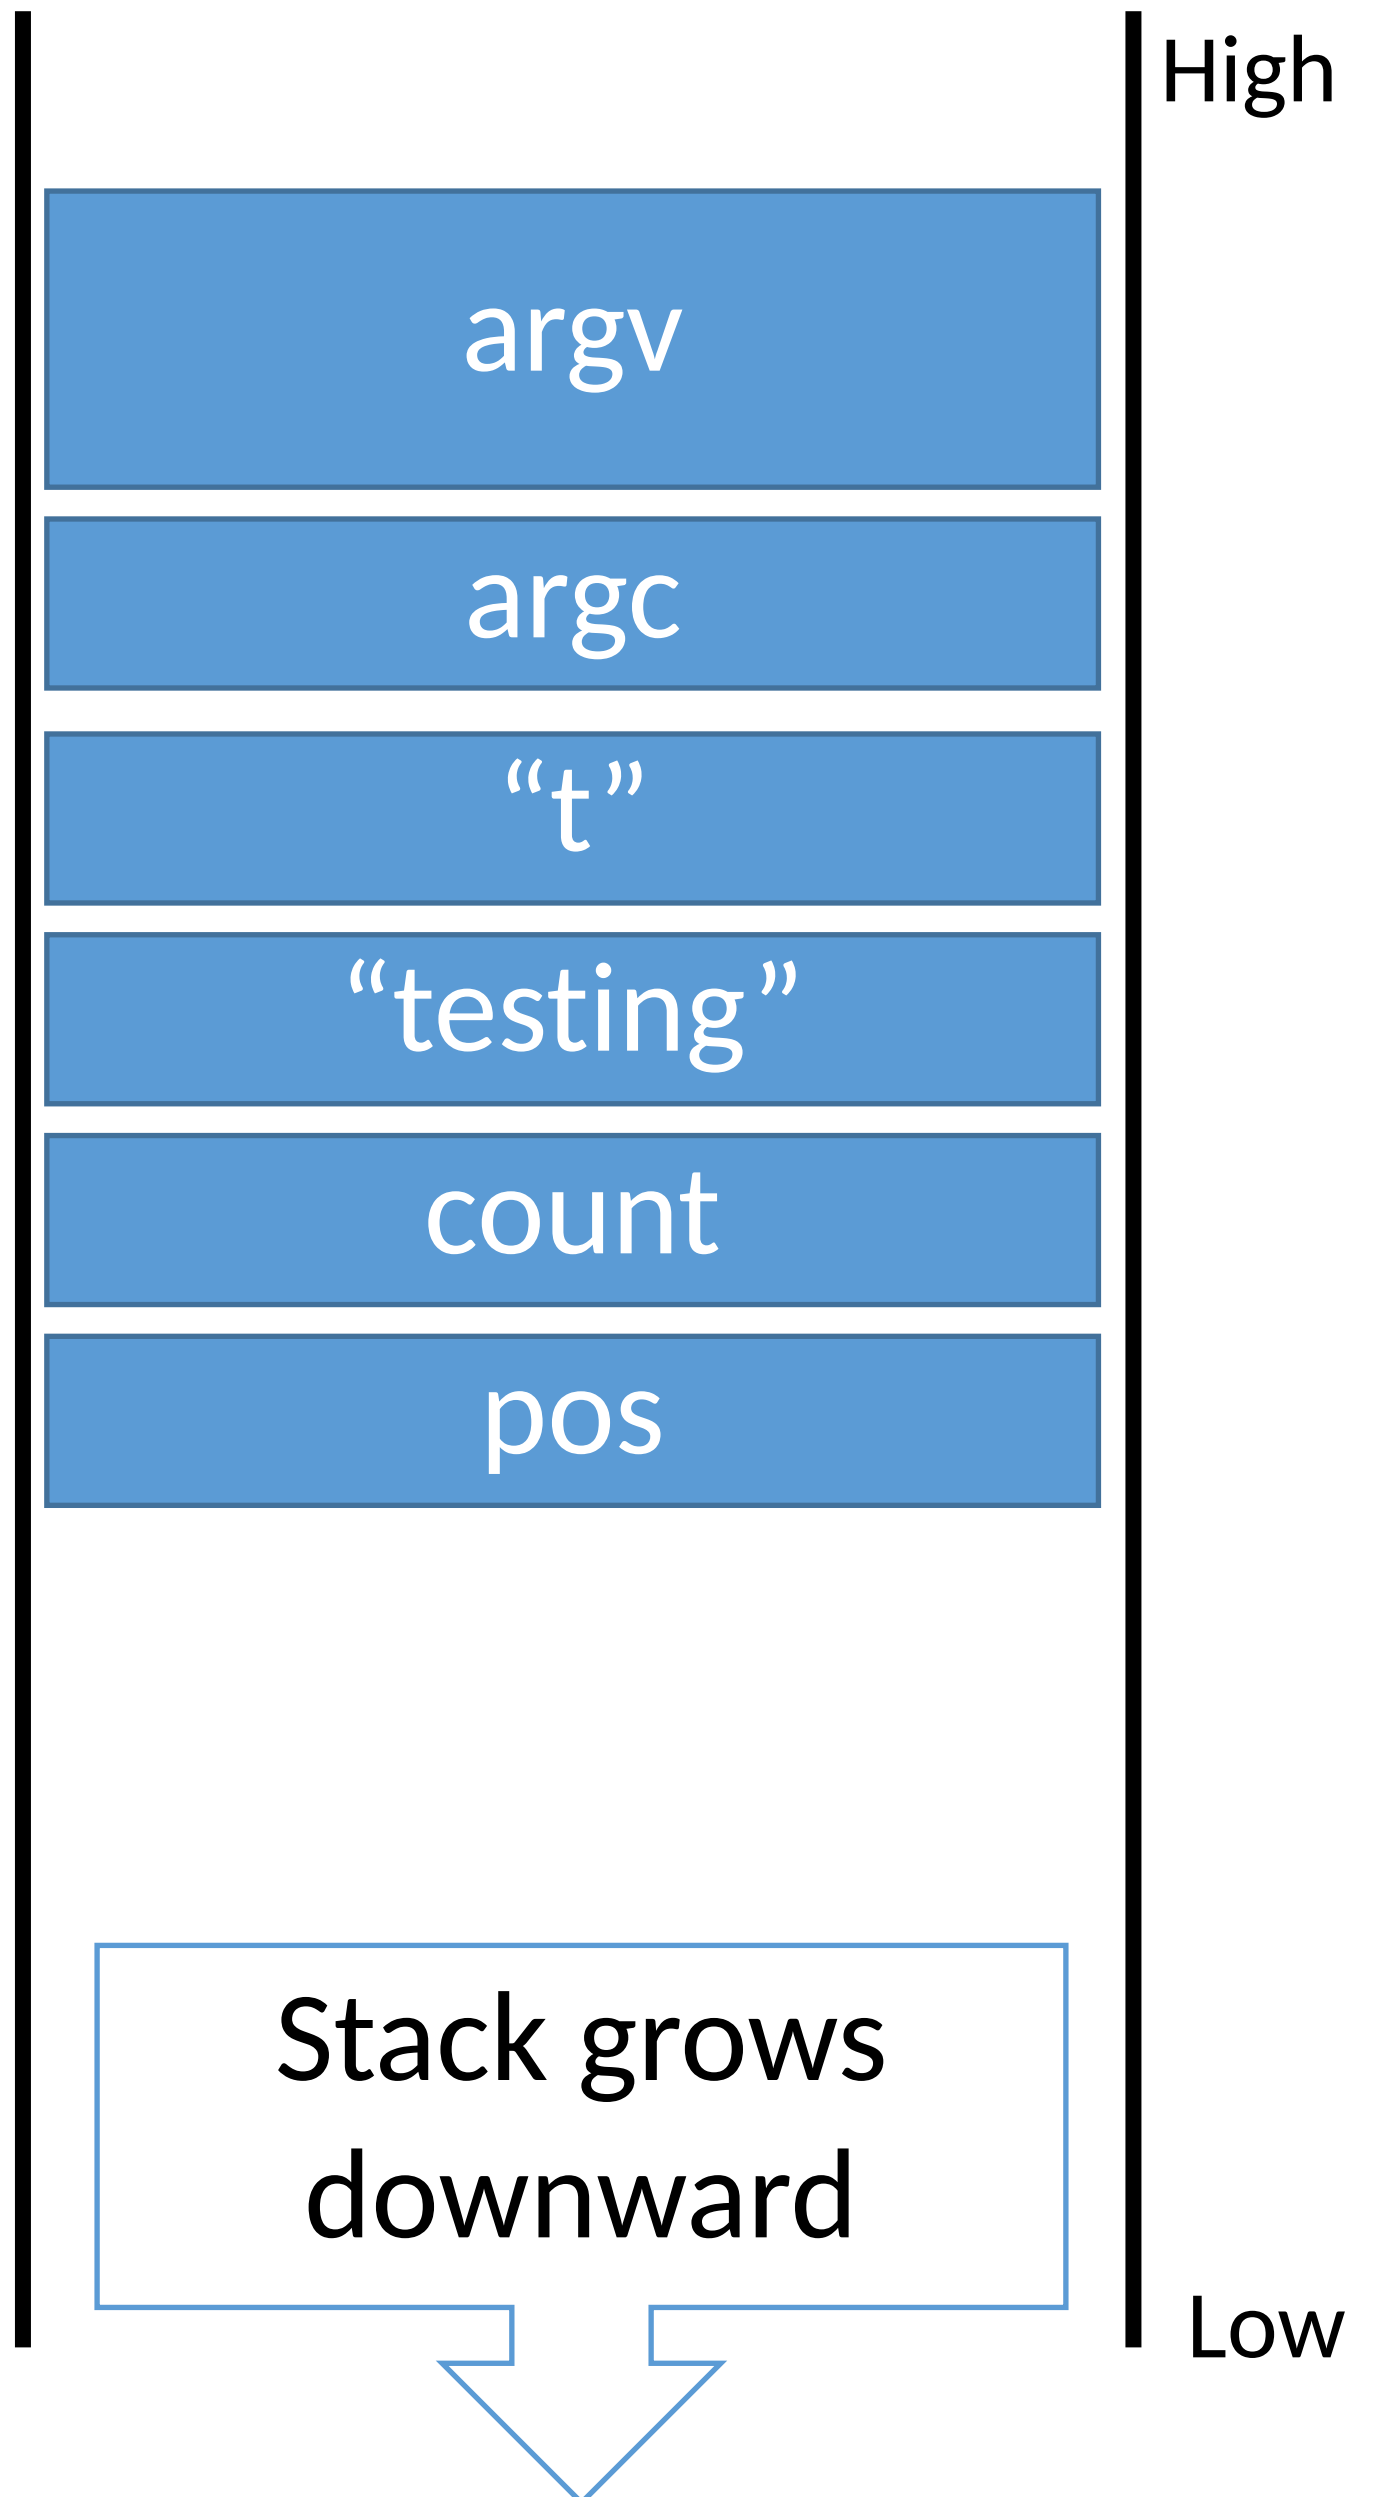 High
argv
argc
“t”
“testing”
count
pos
Stack grows
downward
Low